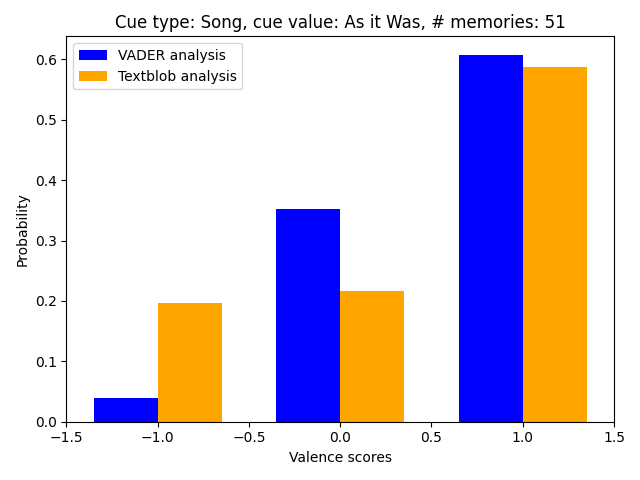 Cue type: Song, cue value: As it Was, # memories: 51
VADER analysis
Textblob analysis
0.6
0.5
0.4
0.3
0.2
0.1
0.0
Probability
−1.5 −1.0 −0.5 0.0 0.5 1.0 1.5
Valence scores